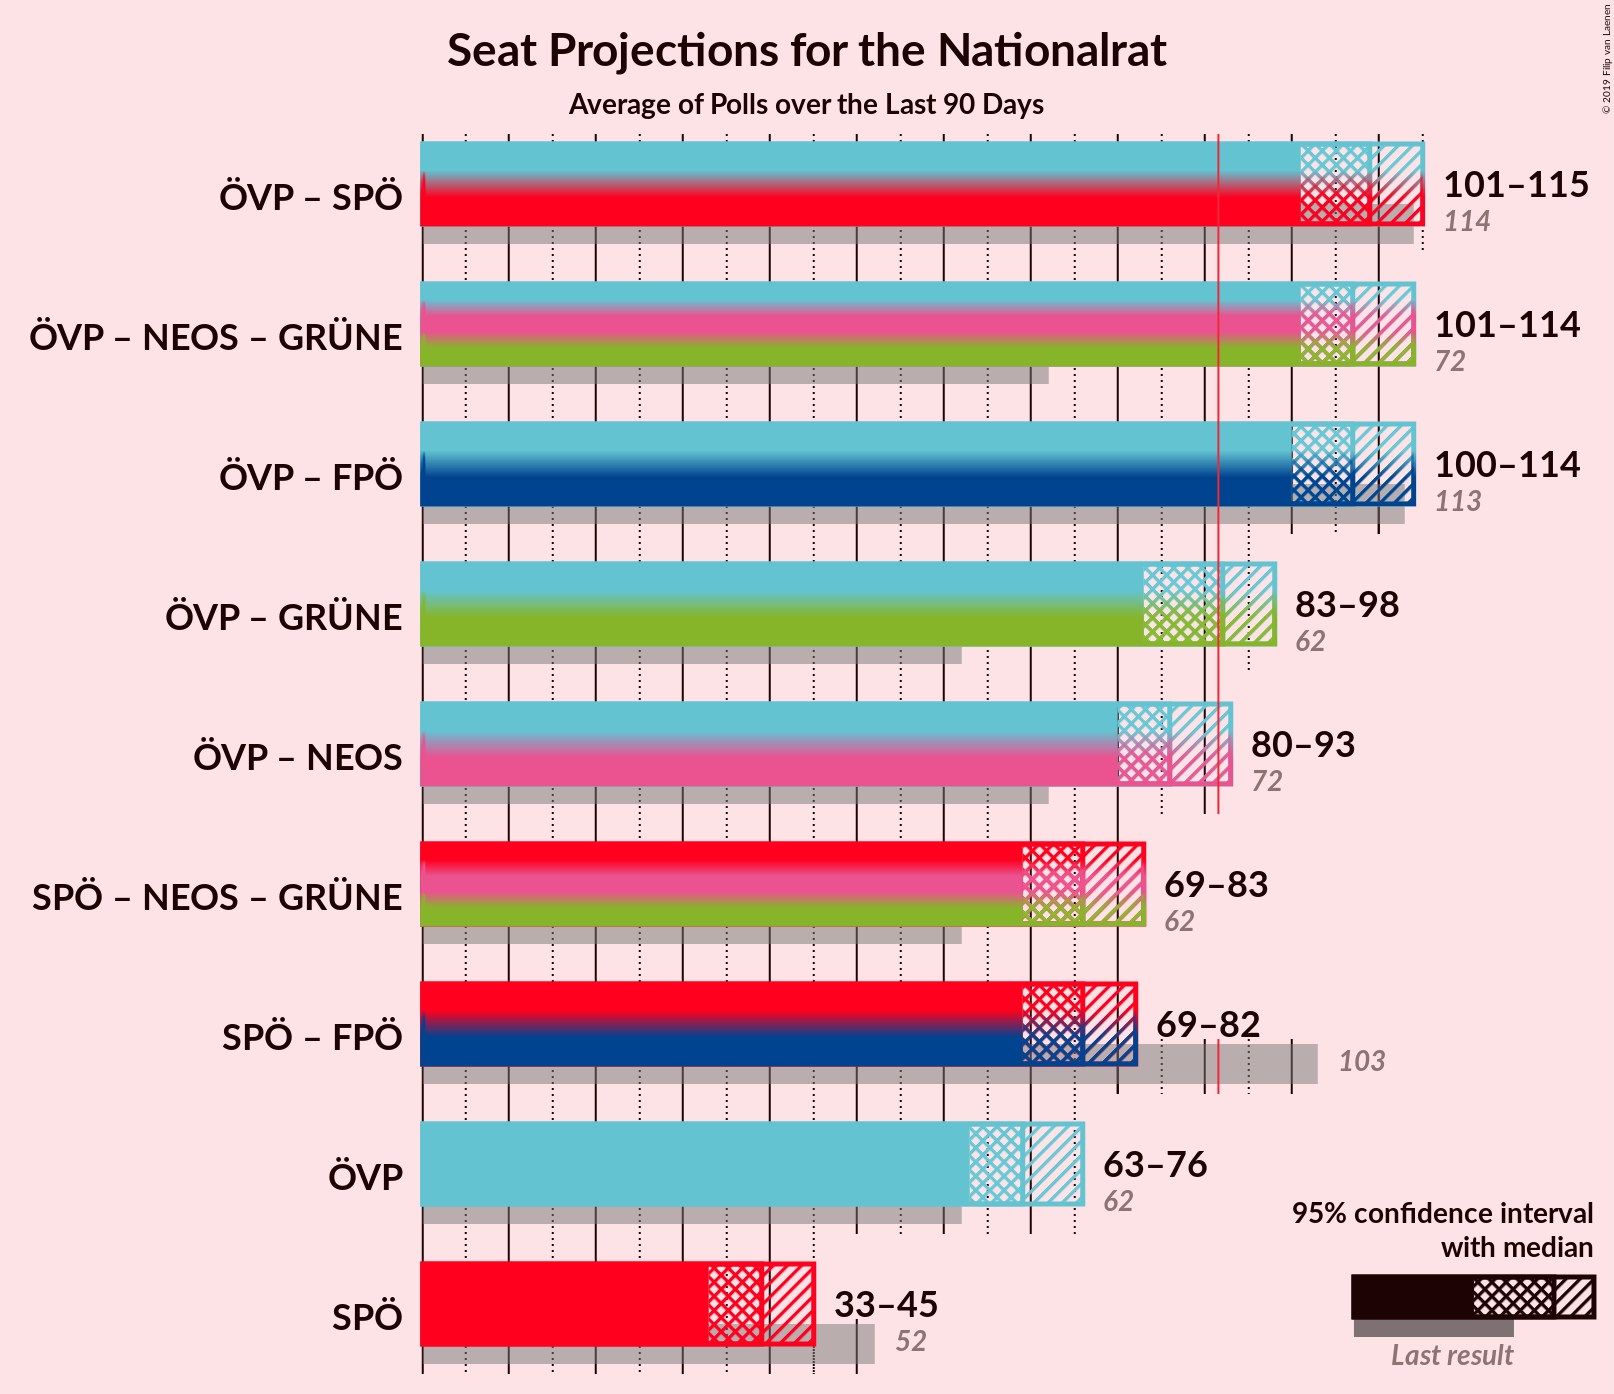 Seat Projections for the Nationalrat
Average of Polls over the Last 90 Days
© 2019 Filip van Laenen
ÖVP – SPÖ
101–115
114
ÖVP – NEOS – GRÜNE
101–114
72
ÖVP – FPÖ
100–114
113
ÖVP – GRÜNE
83–98
62
ÖVP – NEOS
80–93
72
SPÖ – NEOS – GRÜNE
69–83
62
SPÖ – FPÖ
69–82
103
ÖVP
63–76
62
SPÖ
33–45
52
95% confidence interval
with median
Last result